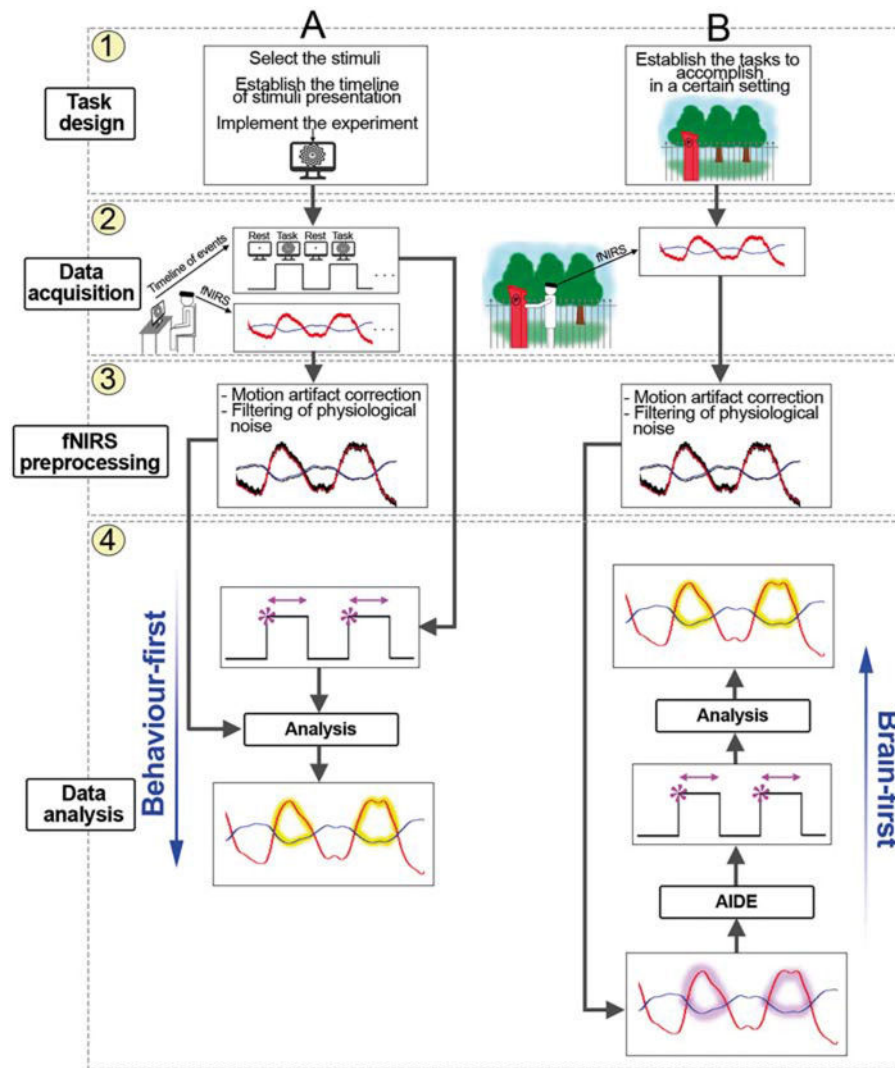 A
B
1
Task
design
Select the stimuli
Establish the timeline
of stimuli presentation
Implement the experiment
Establish the tasks to
accomplish
in a certain setting
2
Data
acquisition
Timeline of events
fNIRS
Rest Task Rest Task
. . .
. . .
fNIRS
3
fNIRS
preprocessing
- Motion artifact correction
- Filtering of physiological
noise
- Motion artifact correction
- Filtering of physiological
noise
4
Data
analysis
Behaviour-first
Analysis
Analysis
AIDE
Brain-first